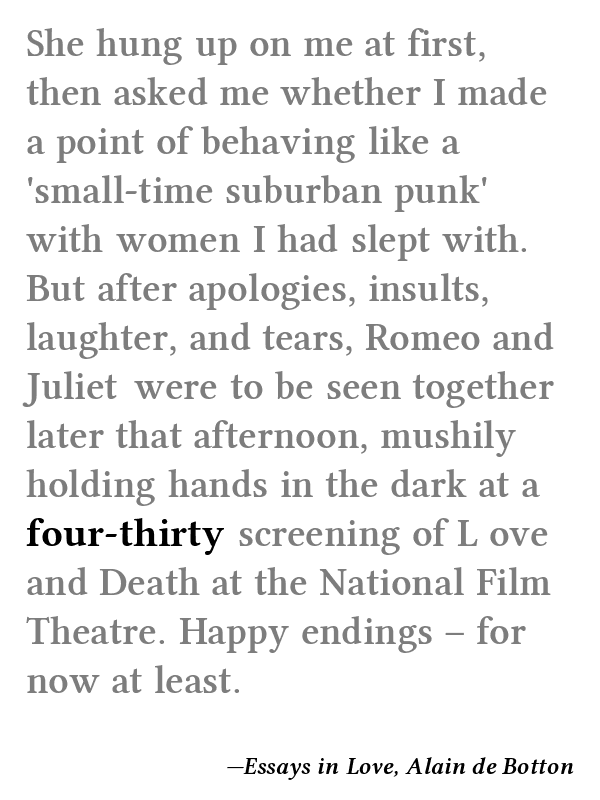 She hung up on me at first,
then asked me whether I made
a point of behaving like a
'small-time suburban punk'
with women I had slept with.
But after apologies, insults,
laughter, and tears, Romeo and
Juliet were to be seen together
later that afternoon, mushily
holding hands in the dark at a
four-thirty screening of L ove
and Death at the National Film
Theatre. Happy endings – for
now at least.
—Essays in Love, Alain de Botton